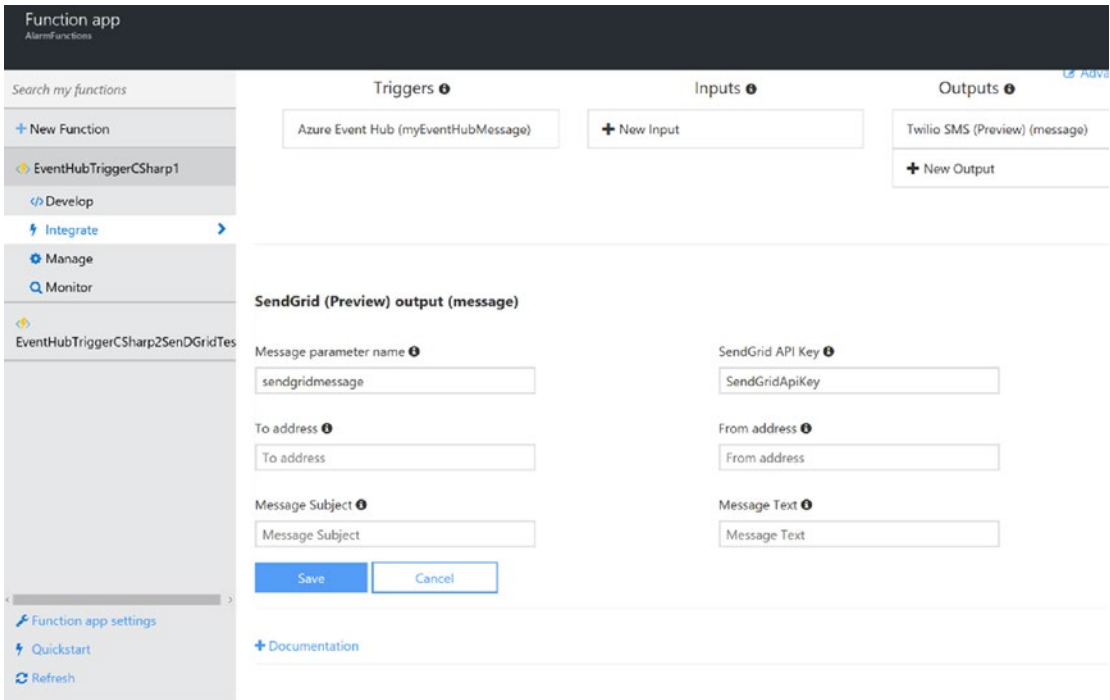 Function app
AlarmFunctions
Search my functions
New Function
EventHubTriggerCSharp1
Develop
Integrate
Manage
Monitor
EventHubTriggerCSharp2SenDGridTes
Function app settings
Quickstart
Refresh
Adva
Triggers
Inputs
Outputs
Azure Event Hub (myEventHubMessage)
New Input
Twilio SMS (Preview) (message)
New Output
SendGrid (Preview) output (message)
Message parameter name
SendGrid API Key
sendgridmessage
SendGridApiKey
To address
From address
To address
From address
Message Subject
Message Text
Message Subject
Message Text
Save
Cancel
Documentation